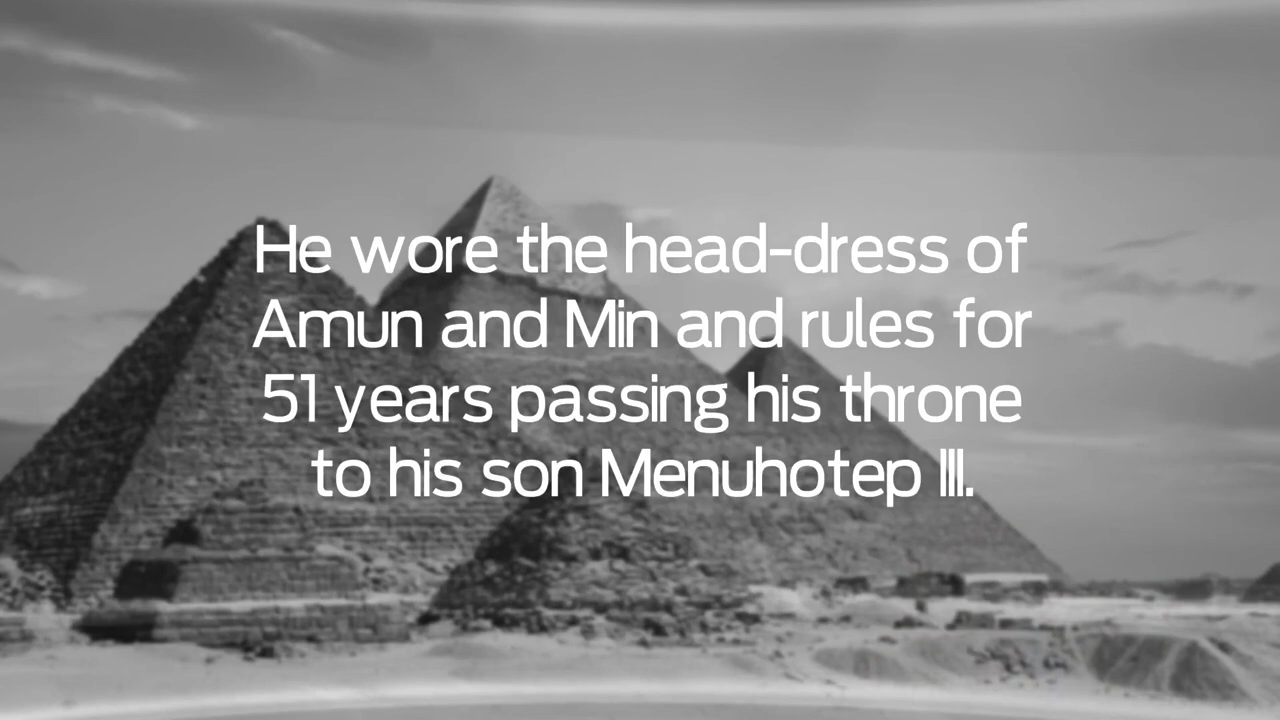 He wore the head-dress of
Amun and Min and rules for
51 years passing his throne
to his son Menuhotep III.